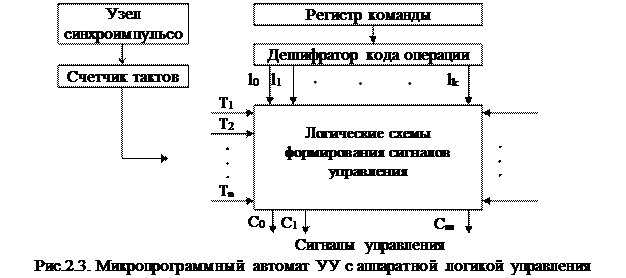 Узел
синхроимпульсо
Регистр команды
Счетчик тактов
Дешифратор кода операции
I0 I1 . . . Ik
T1
T2
Tn
Логические схемы
формирования сигналов
управления
C0 C1 Cm
Сигналы управления
Рис.2.3. Микропрограммный автомат УУ с аппаратной логикой управления